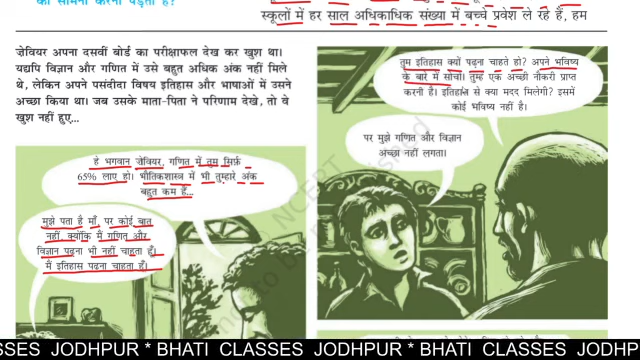 का सामना करना पड़ता है?
स्कूलों में हर साल अधिकाधिक संख्या में बच्चे प्रवेश ले रहे हैं, हम
ज़ेवियर अपना दसवीं बोर्ड का परीक्षाफल देख कर खुश था।
यद्यपि विज्ञान और गणित में उसे बहुत अधिक अंक नहीं मिले
थे, लेकिन अपने पसंदीदा विषय इतिहास और भाषाओं में उसने
अच्छा किया था। जब उसके माता-पिता ने परिणाम देखे, तो वे
खुश नहीं हुए...
हे भगवान ज़ेवियर, गणित में तुम सिर्फ़
65% लाए हो। भौतिकशास्त्र में भी तुम्हारे अंक
बहुत कम हैं...
मुझे पता है माँ, पर कोई बात
नहीं क्योंकि मैं गणित और
विज्ञान पढ़ना भी नहीं चाहता हूँ।
मैं इतिहास पढ़ना चाहता हूँ।
तुम इतिहास क्यों पढ़ना चाहते हो? अपने भविष्य
के बारे में सोचो। तुम्हें एक अच्छी नौकरी प्राप्त
करनी है। इतिहास से क्या मदद मिलेगी? इसमें
कोई भविष्य नहीं है।
पर मुझे गणित और विज्ञान
अच्छा नहीं लगता।
SSES JODHPUR * BHATI CLASSES JODHPUR * BHATI CLASSES JODHP